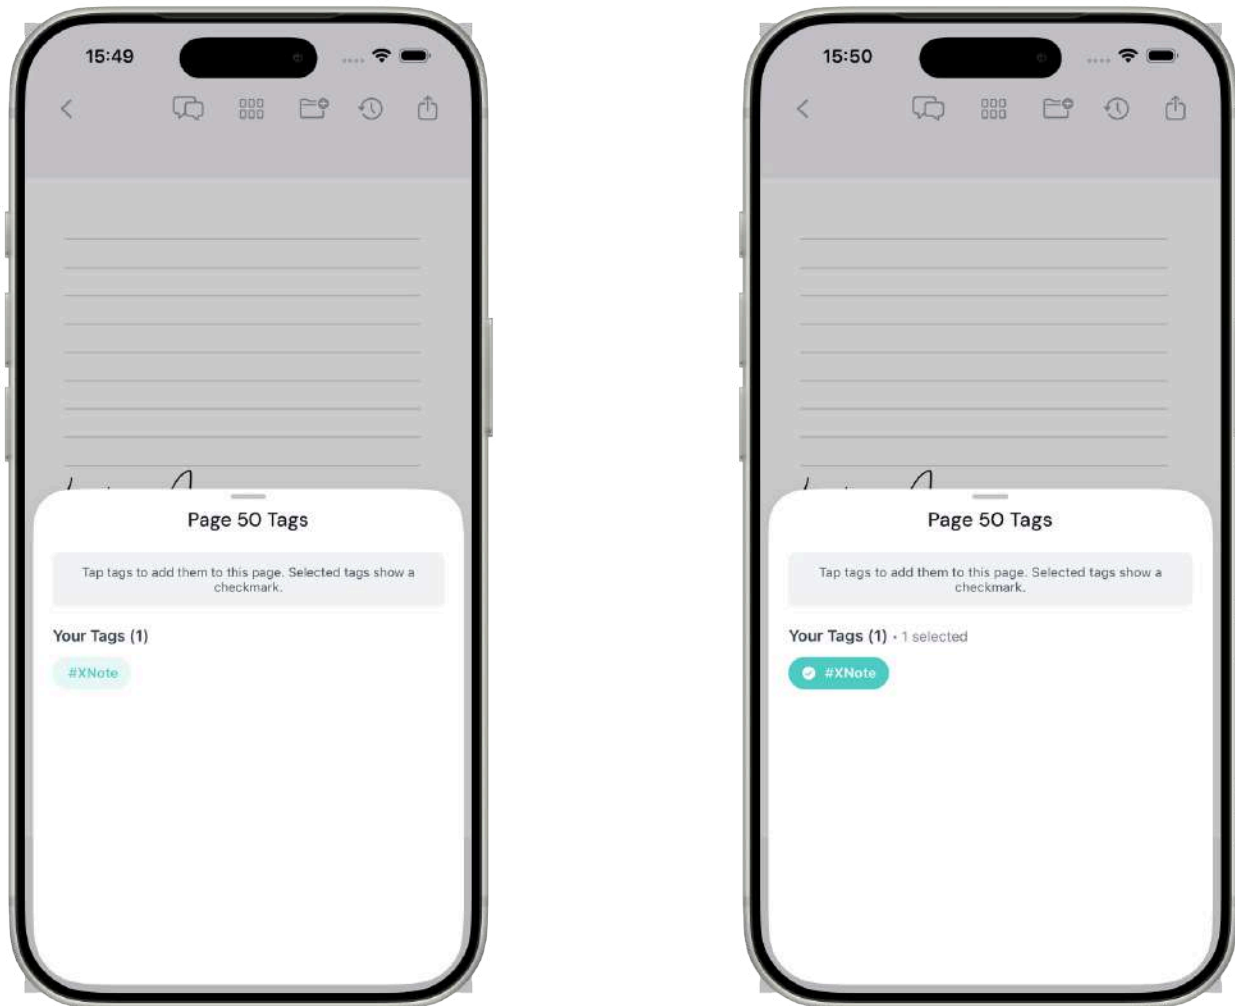 15:49
Page 50 Tags
Tap tags to add them to this page. Selected tags show a
checkmark.
Your Tags (1)
#XNote
15:50
Page 50 Tags
Tap tags to add them to this page. Selected tags show a
checkmark.
Your Tags (1) • 1 selected
#XNote